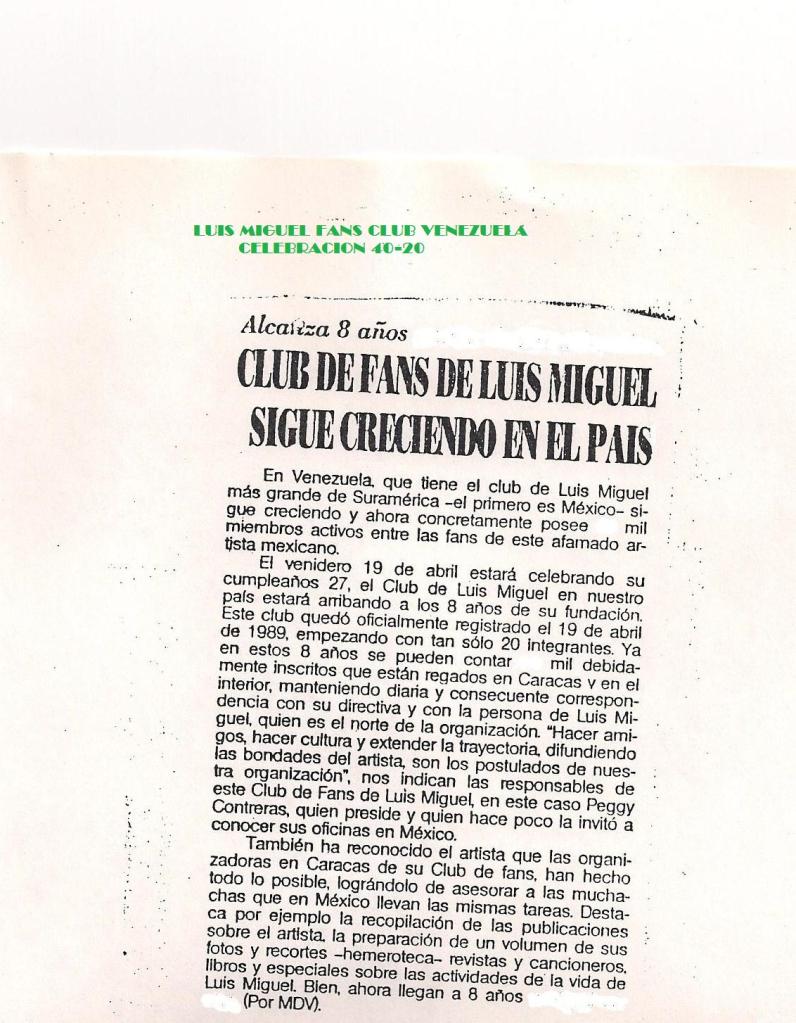 LUIS MIGUEL FANS CLUB VENEZUELA
CELEBRACION 40-20
Alcanza 8 años
CLUB DE FANS DE LUIS MIGUEL
SIGUE CRECIENDO EN EL PAIS
En Venezuela, que tiene el club de Luis Miguel
más grande de Suramérica -el primero es México- si-
gue creciendo y ahora concretamente posee mil
miembros activos entre las fans de este afamado ar-
tista mexicano.
El venidero 19 de abril estará celebrando su
cumpleaños 27, el Club de Luis Miguel en nuestro
país estará arribando a los 8 años de su fundación.
Este club quedó oficialmente registrado el 19 de abril
de 1989, empezando con tan sólo 20 integrantes. Ya
en estos 8 años se pueden contar mil debida-
mente inscritos que están regados en Caracas y en el
interior, manteniendo diaria y consecuente correspon-
dencia con su directiva y con la persona de Luis Mi-
guel, quien es el norte de la organización. "Hacer ami-
gos, hacer cultura y extender la trayectoria, difundiendo
las bondades del artista, son los postulados de nues-
tra organización", nos indican las responsables de
este Club de Fans de Luis Miguel, en este caso Peggy
Contreras, quien preside y quien hace poco la invitó a
conocer sus oficinas en México.
También ha reconocido el artista que las organi-
zadoras en Caracas de su Club de fans, han hecho
todo lo posible, lográndolo de asesorar a las mucha-
chas que en México llevan las mismas tareas. Desta-
ca por ejemplo la recopilación de las publicaciones
sobre el artista, la preparación de un volumen de sus
fotos y recortes -hemeroteca- revistas y cancioneros,
libros y especiales sobre las actividades de la vida de
Luis Miguel. Bien, ahora llegan a 8 años
(Por MDV).